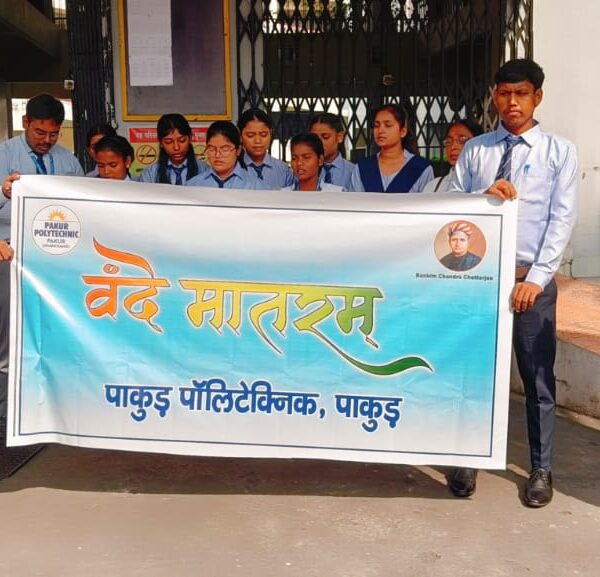 PAKUR
POLYTECHNIC
PAKUR
Bankim Chandra Chatterjee
वंदे मातरम्
पाकुड़ पॉलिटेक्निक, पाकुड़